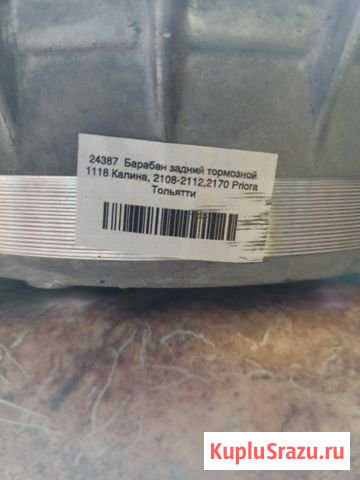 24387 Барабан задний тормозной
1118 Калина, 2108-2112,2170 Priora
Тольятти
KupluSrazu.ru